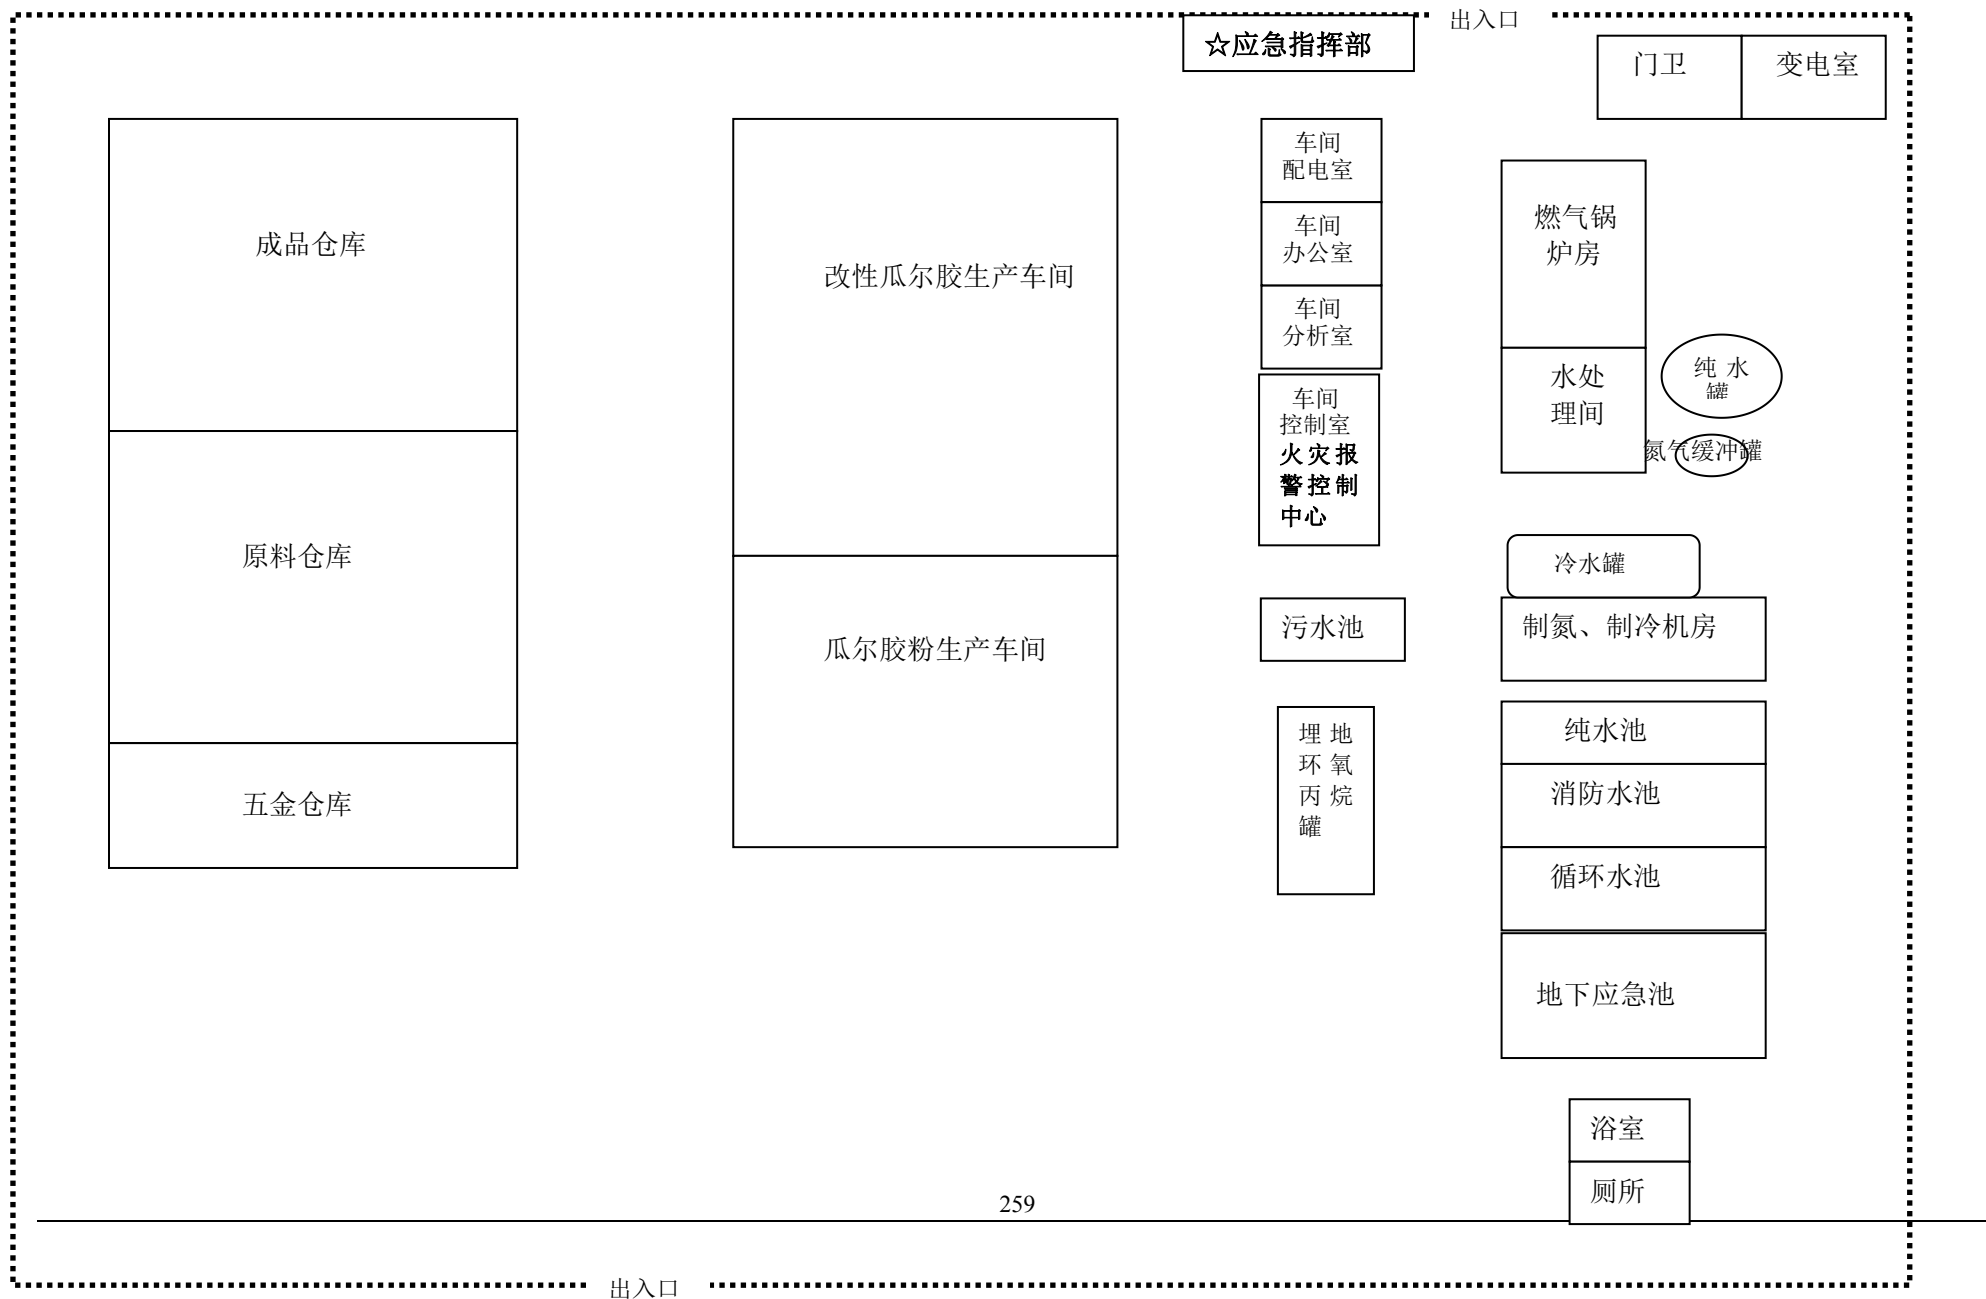 出入口
☆应急指挥部
门卫
变电室
成品仓库
原料仓库
五金仓库
改性瓜尔胶生产车间
瓜尔胶粉生产车间
车间
配电室
车间
办公室
车间
分析室
车间
控制室
火灾报
警控制
中心
污水池
埋地
环氧
丙烷
罐
燃气锅
炉房
水处
理间
纯水
罐
氮气缓冲罐
冷水罐
制氮、制冷机房
纯水池
消防水池
循环水池
地下应急池
浴室
厕所
259
出入口